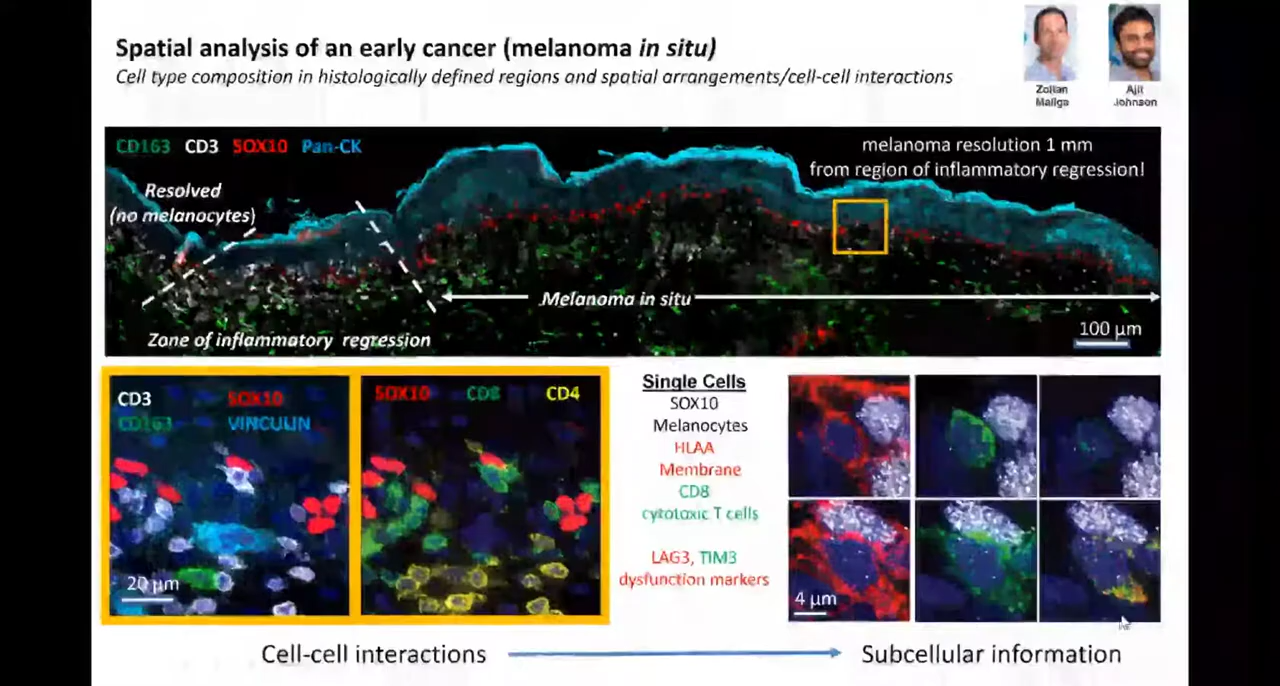 Spatial analysis of an early cancer (melanoma in situ)
Cell type composition in histologically defined regions and spatial arrangements/cell-cell interactions
Zoltan
Maliga
Ajit
Johnson
CD163 CD3 SOX10 Pan-CK
melanoma resolution 1 mm
from region of inflammatory regression!
Resolved
(no melanocytes)
Melanoma in situ
Zone of inflammatory regression
100 µm
CD3 SOX10
CD163 VINCULIN
20 µm
SOX10 CD8 CD4
Single Cells
SOX10
Melanocytes
HLAA
Membrane
CD8
cytotoxic T cells
LAG3, TIM3
dysfunction markers
4 µm
Cell-cell interactions
Subcellular information